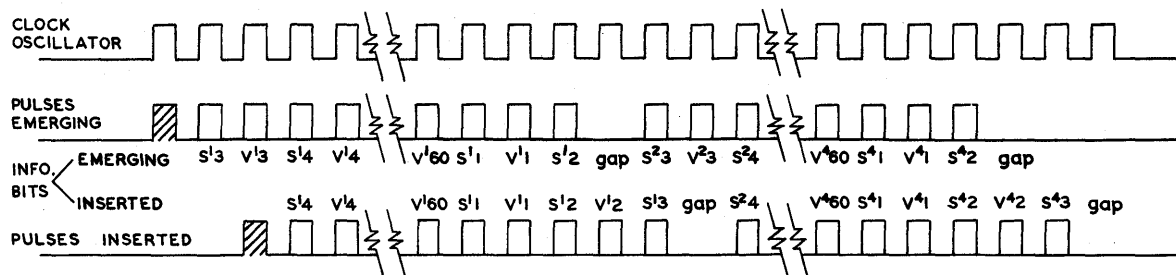 CLOCK
OSCILLATOR
PULSES
EMERGING
INFO. BITS
EMERGING S¹3 V¹3 S¹4 V¹4 V¹60 S¹1 V¹1 S¹2 gap S²3 V²3 S²4 V⁴60 S⁴1 V⁴1 S⁴2 gap
INSERTED S¹4 V¹4 V¹60 S¹1 V¹1 S¹2 V¹2 S¹3 gap S²4 V⁴60 S⁴1 V⁴1 S⁴2 V⁴2 S⁴3 gap
PULSES INSERTED